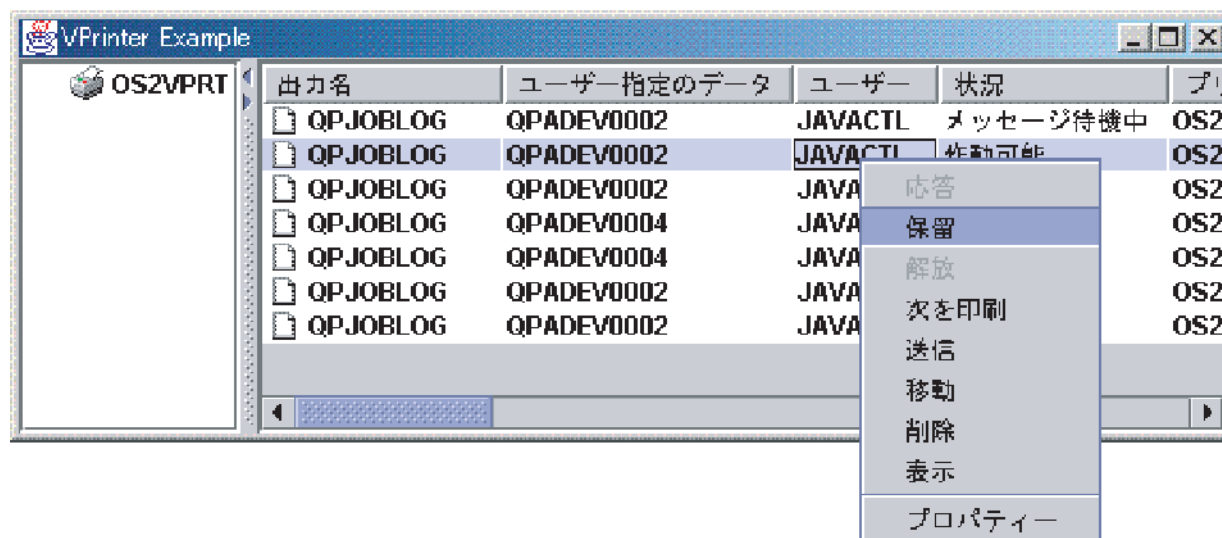 VPrinter Example
OS2VPRT
出力名 ユーザー指定のデータ ユーザー 状況 プリ
QPJOBLOG QPADEV0002 JAVACTL メッセージ待機中 OS2
QPJOBLOG QPADEV0002 JAVACTL 作動可能 OS2
QPJOBLOG QPADEV0002 JAVA OS2
QPJOBLOG QPADEV0004 JAVA OS2
QPJOBLOG QPADEV0004 JAVA OS2
QPJOBLOG QPADEV0002 JAVA OS2
QPJOBLOG QPADEV0002 JAVA OS2
応答
保留
解放
次を印刷
送信
移動
削除
表示
プロパティー